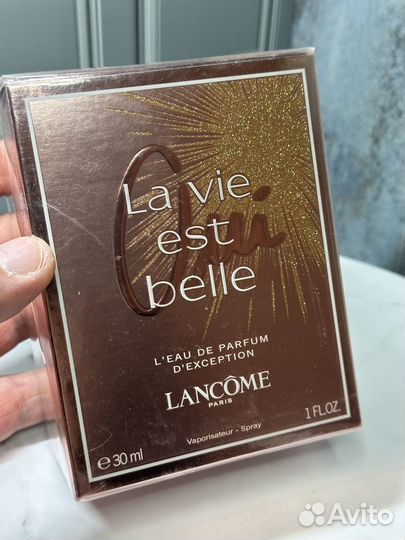 Oui
La vie
est
belle
L'EAU DE PARFUM
D'EXCEPTION
LANCÔME
PARIS
Vaporisateur - Spray
℮ 30 ml
1 FL.OZ.
Avito